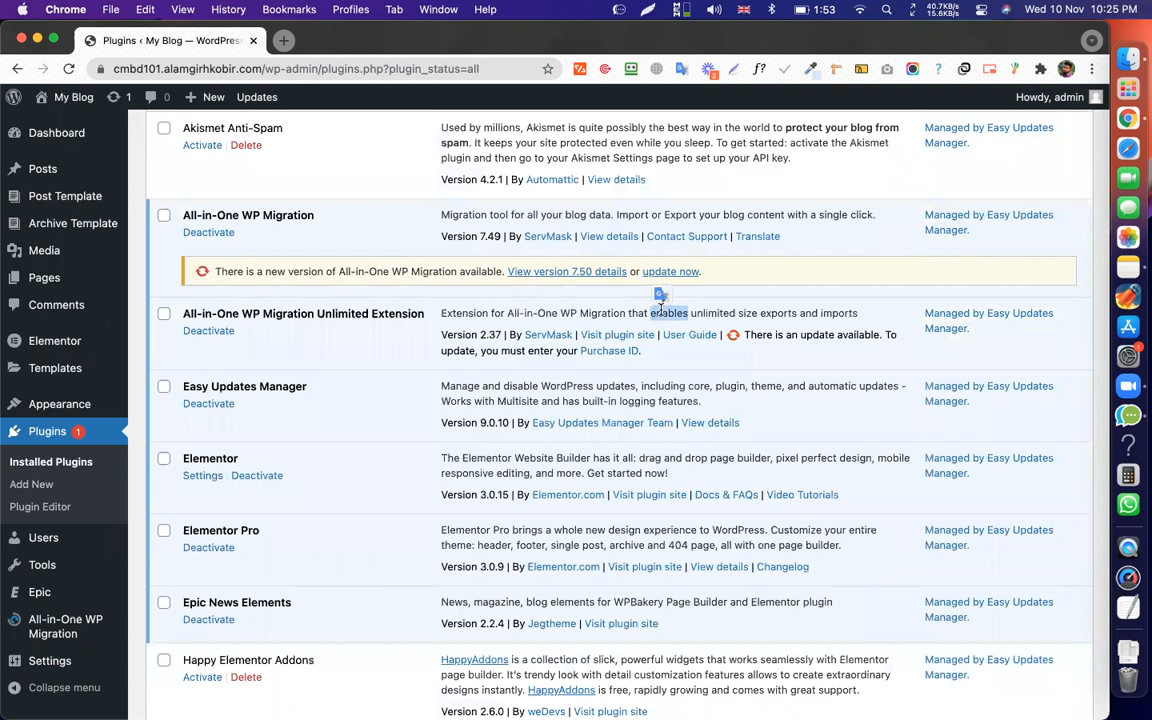 Chrome File Edit View History Bookmarks Profiles Tab Window Help 1:53 40.7KB/s 15.6KB/s Wed 10 Nov 10:25 PM
Plugins ‹ My Blog — WordPress
cmbd101.alamgirhkobir.com/wp-admin/plugins.php?plugin_status=all
f?
2
My Blog 1 0 New Updates Howdy, admin
Dashboard
Posts
Post Template
Archive Template
Media
Pages
Comments
Elementor
Templates
Appearance
Plugins 1
Installed Plugins
Add New
Plugin Editor
Users
Tools
Epic
All-in-One WP
Migration
Settings
Collapse menu
Akismet Anti-Spam
Activate | Delete
Used by millions, Akismet is quite possibly the best way in the world to protect your blog from
spam. It keeps your site protected even while you sleep. To get started: activate the Akismet
plugin and then go to your Akismet Settings page to set up your API key.
Version 4.2.1 | By Automattic | View details
Managed by Easy Updates
Manager.
All-in-One WP Migration
Deactivate
Migration tool for all your blog data. Import or Export your blog content with a single click.
Version 7.49 | By ServMask | View details | Contact Support | Translate
Managed by Easy Updates
Manager.
There is a new version of All-in-One WP Migration available. View version 7.50 details or update now.
All-in-One WP Migration Unlimited Extension
Deactivate
Extension for All-in-One WP Migration that enables unlimited size exports and imports
Version 2.37 | By ServMask | Visit plugin site | User Guide | There is an update available. To
update, you must enter your Purchase ID.
Managed by Easy Updates
Manager.
Easy Updates Manager
Deactivate
Manage and disable WordPress updates, including core, plugin, theme, and automatic updates -
Works with Multisite and has built-in logging features.
Version 9.0.10 | By Easy Updates Manager Team | View details
Managed by Easy Updates
Manager.
Elementor
Settings | Deactivate
The Elementor Website Builder has it all: drag and drop page builder, pixel perfect design, mobile
responsive editing, and more. Get started now!
Version 3.0.15 | By Elementor.com | Visit plugin site | Docs & FAQs | Video Tutorials
Managed by Easy Updates
Manager.
Elementor Pro
Deactivate
Elementor Pro brings a whole new design experience to WordPress. Customize your entire
theme: header, footer, single post, archive and 404 page, all with one page builder.
Version 3.0.9 | By Elementor.com | Visit plugin site | View details | Changelog
Managed by Easy Updates
Manager.
Epic News Elements
Deactivate
News, magazine, blog elements for WPBakery Page Builder and Elementor plugin
Version 2.2.4 | By Jegtheme | Visit plugin site
Managed by Easy Updates
Manager.
Happy Elementor Addons
Activate | Delete
HappyAddons is a collection of slick, powerful widgets that works seamlessly with Elementor
page builder. It's trendy look with detail customization features allows to create extraordinary
designs instantly. HappyAddons is free, rapidly growing and comes with great support.
Version 2.6.0 | By weDevs | Visit plugin site
Managed by Easy Updates
Manager.